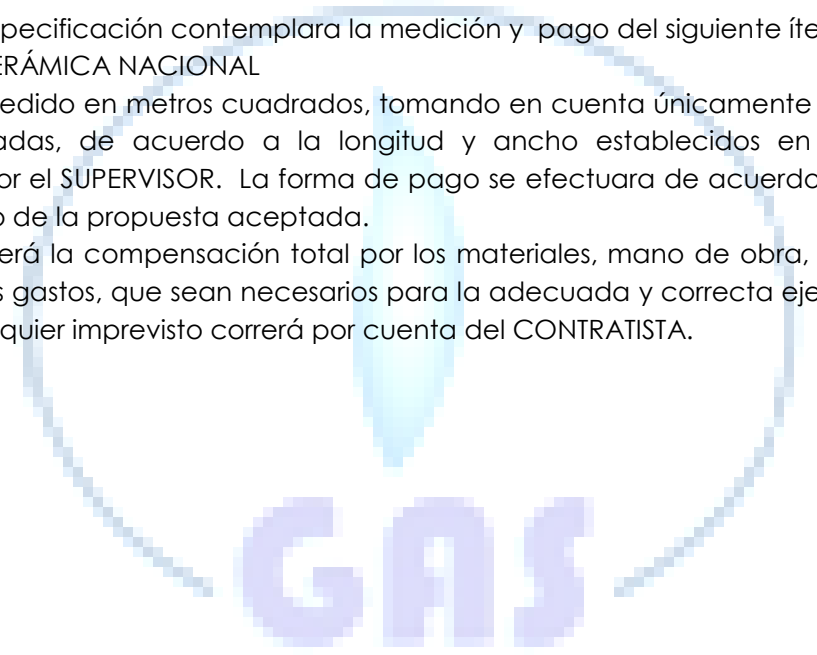 pecificación contemplara la medición y pago del siguiente íte
ERÁMICA NACIONAL
edido en metros cuadrados, tomando en cuenta únicamente
adas, de acuerdo a la longitud y ancho establecidos en
or el SUPERVISOR. La forma de pago se efectuara de acuerdo
o de la propuesta aceptada.
erá la compensación total por los materiales, mano de obra,
s gastos, que sean necesarios para la adecuada y correcta eje
quier imprevisto correrá por cuenta del CONTRATISTA.
GAS